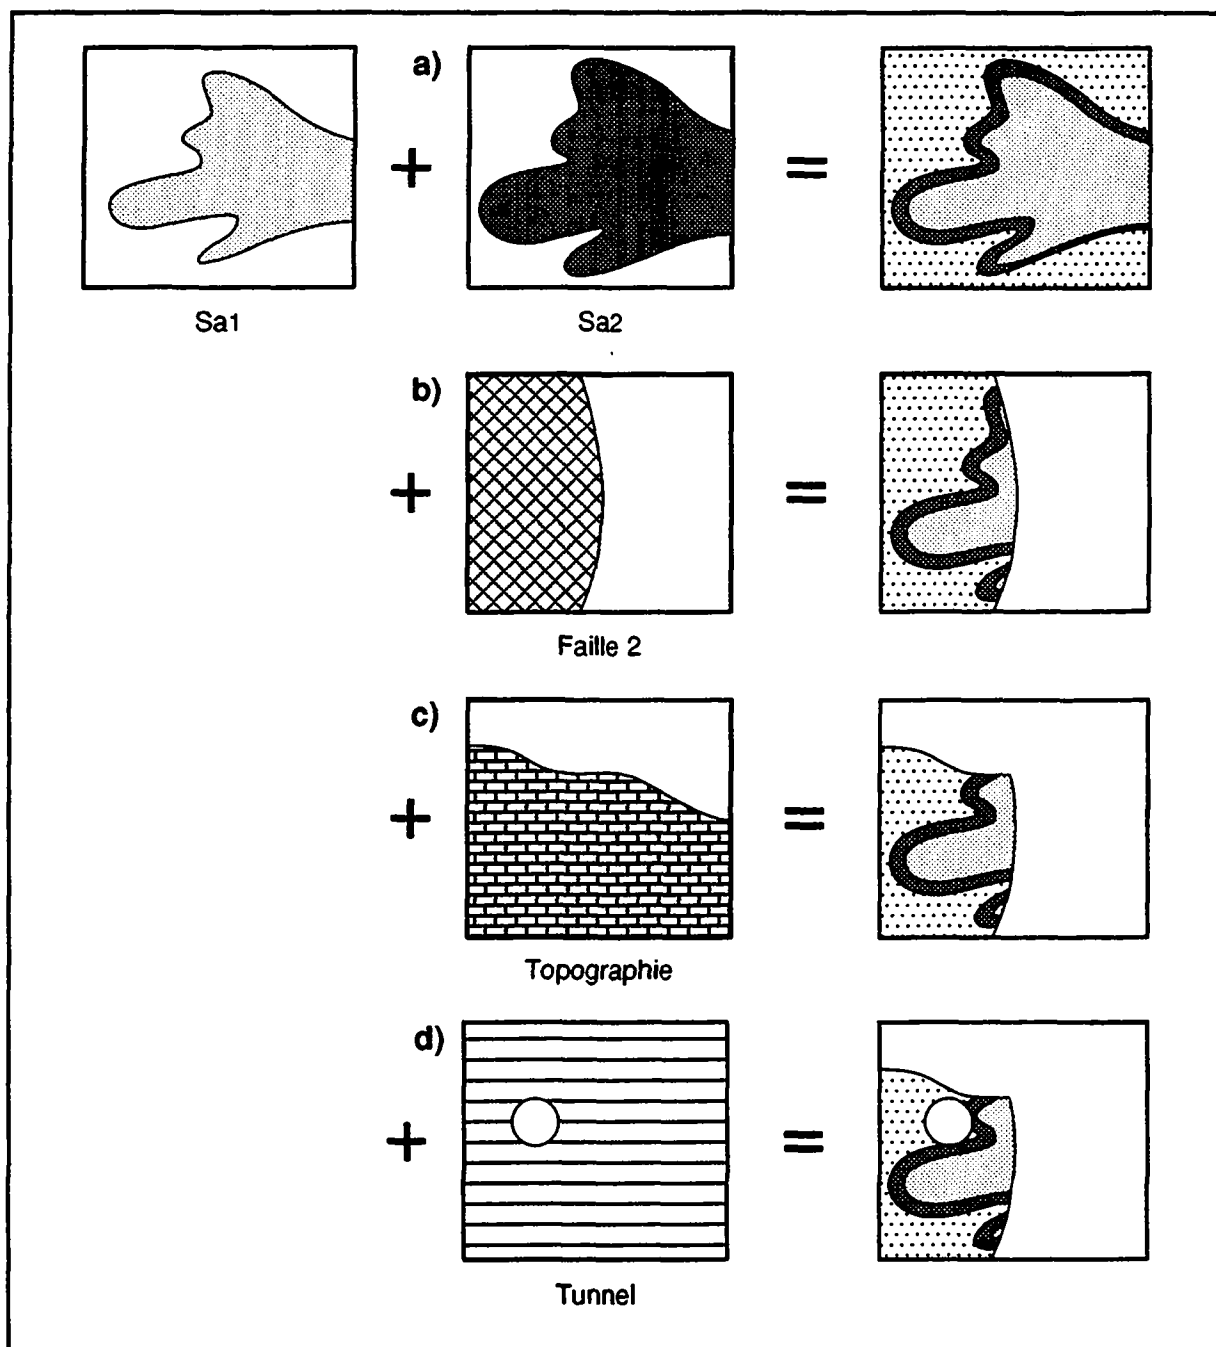 a)
+
=
Sa1
Sa2
b)
+
=
Faille 2
c)
+
=
Topographie
d)
+
=
Tunnel